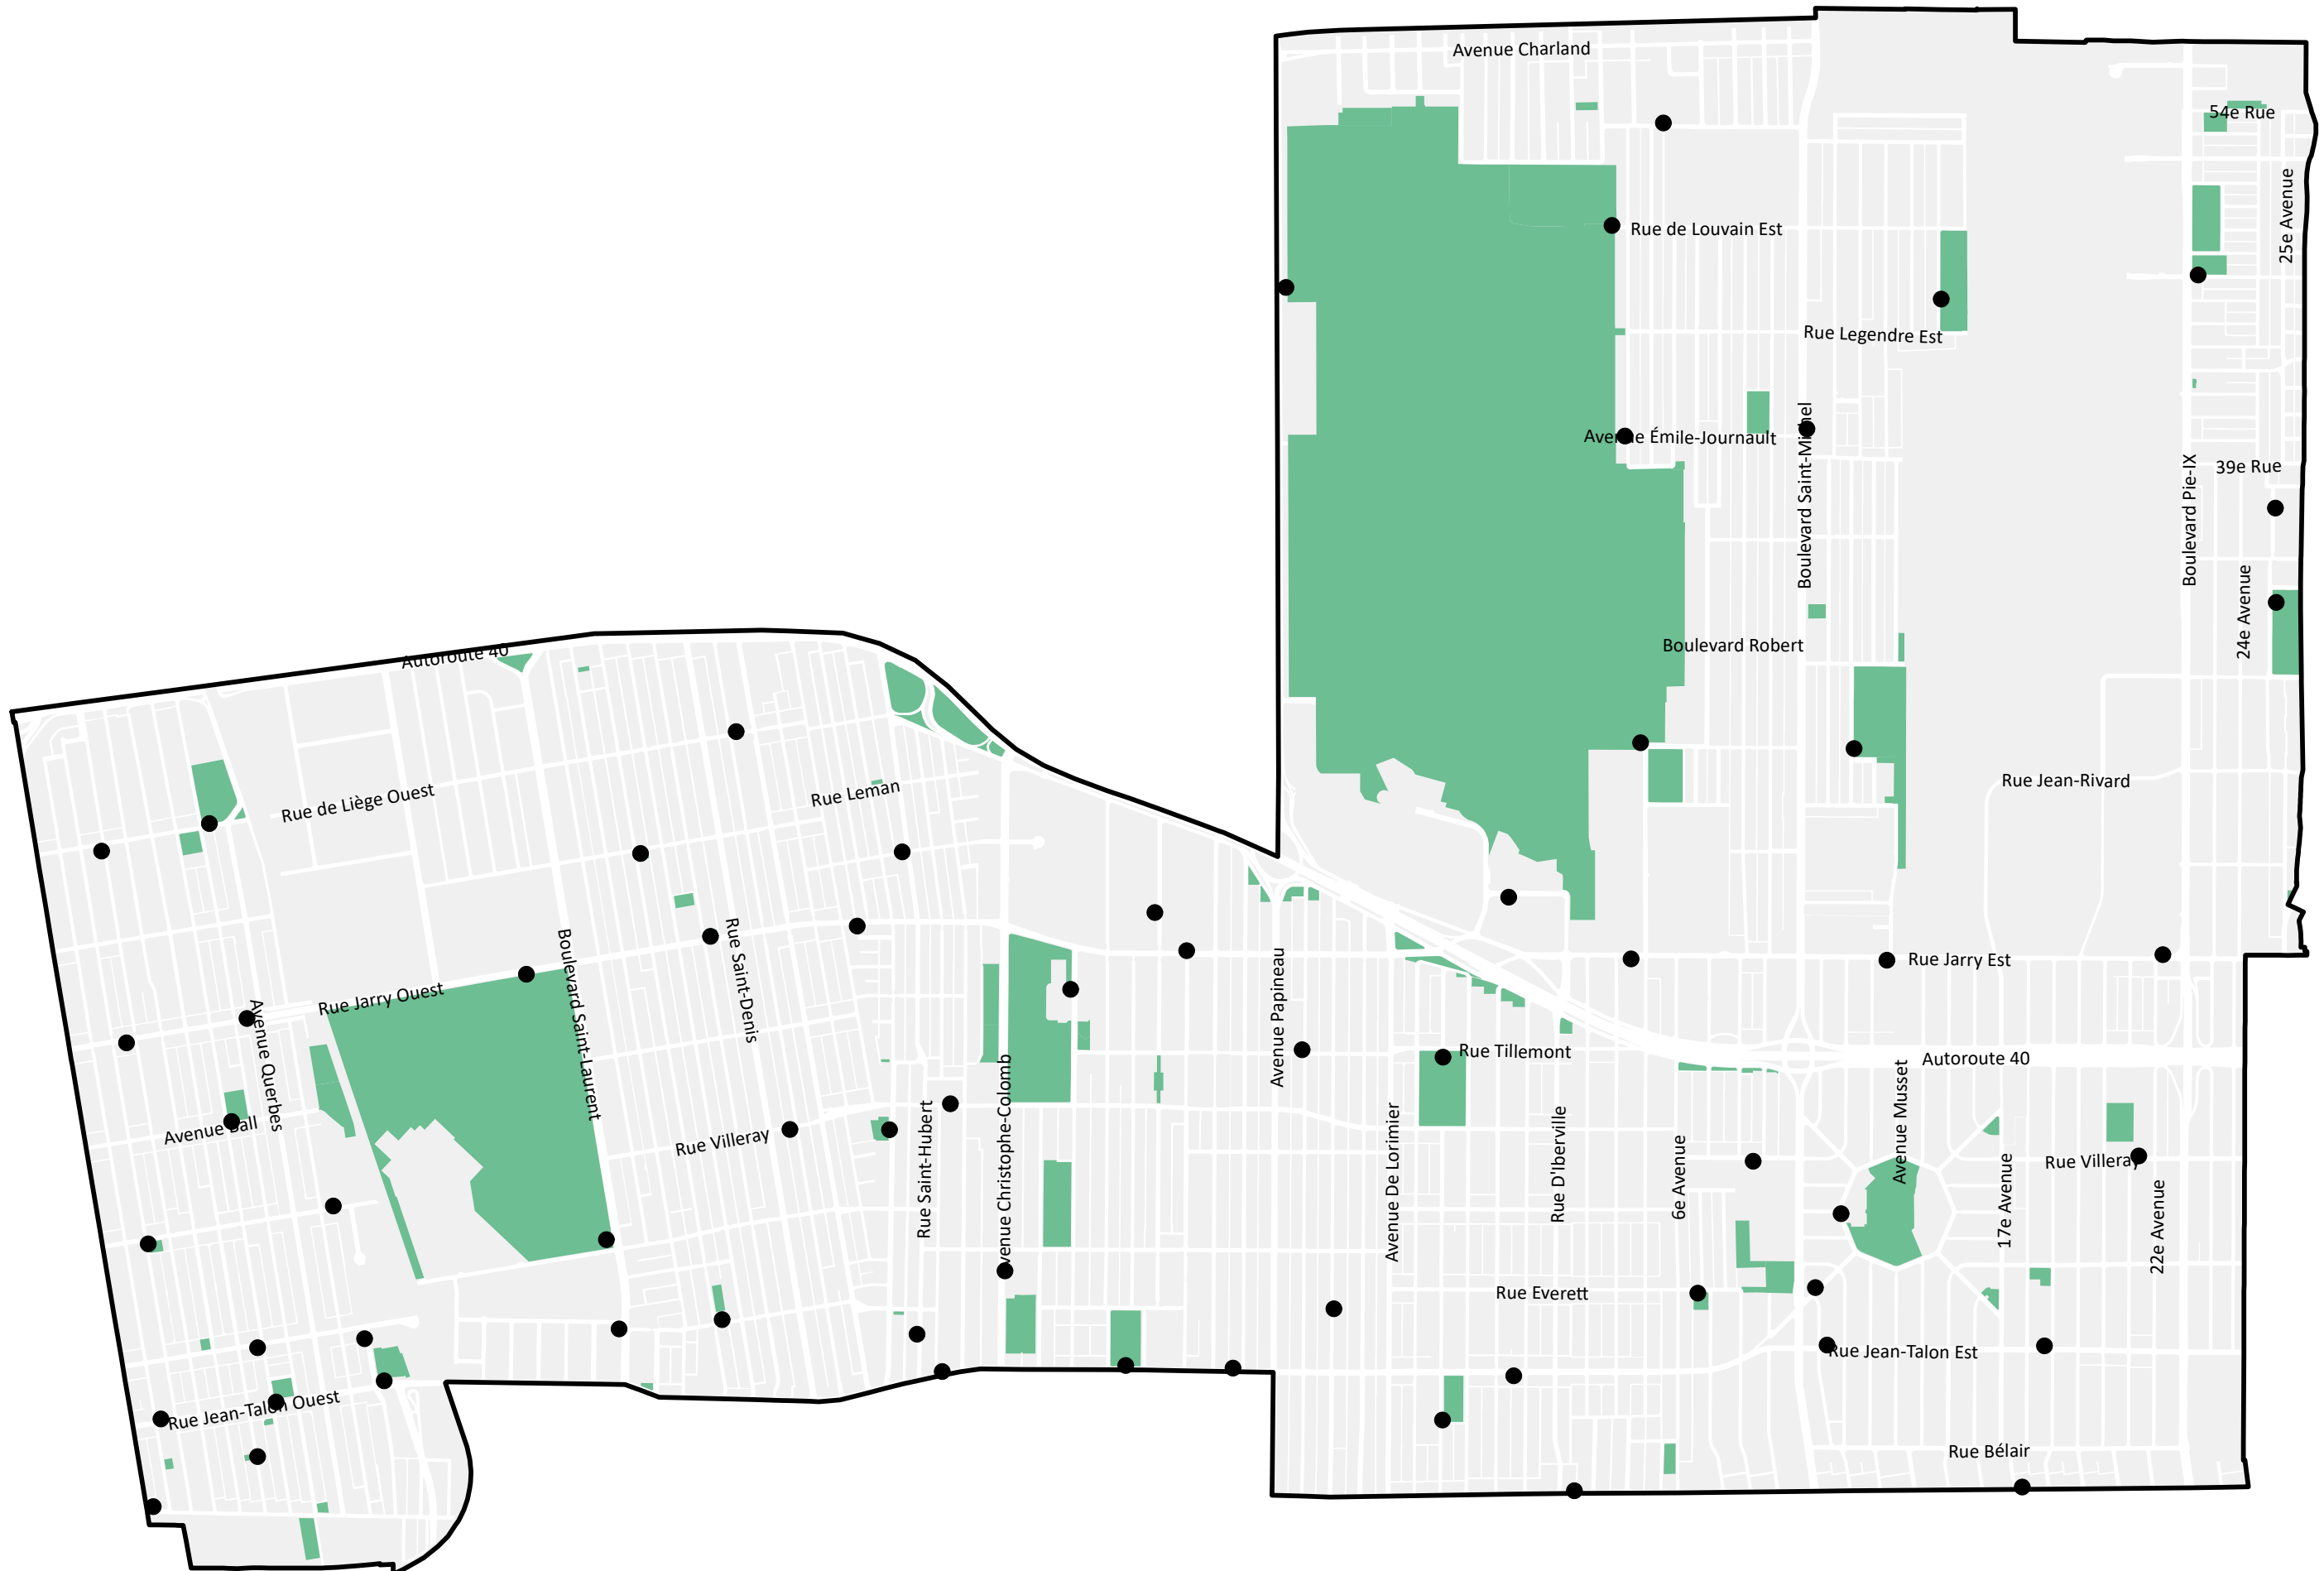 Avenue Charland
54e Rue
25e Avenue
Rue de Louvain Est
Rue Legendre Est
Avenue Émile-Journault
Boulevard Saint-Michel
Boulevard Pie-IX
39e Rue
24e Avenue
Boulevard Robert
Autoroute 40
Rue Jean-Rivard
Rue de Liège Ouest
Rue Leman
Rue Jarry Est
Rue Jarry Ouest
Boulevard Saint-Laurent
Rue Saint-Denis
Avenue Papineau
Avenue Querbes
Rue Tillemont
Autoroute 40
Avenue Musset
Avenue Ball
Rue Villeray
Rue Saint-Hubert
Avenue Christophe-Colomb
Avenue De Lorimier
Rue D'Iberville
6e Avenue
17e Avenue
Rue Villeray
22e Avenue
Rue Everett
Rue Jean-Talon Est
Rue Jean-Talon Ouest
Rue Bélair